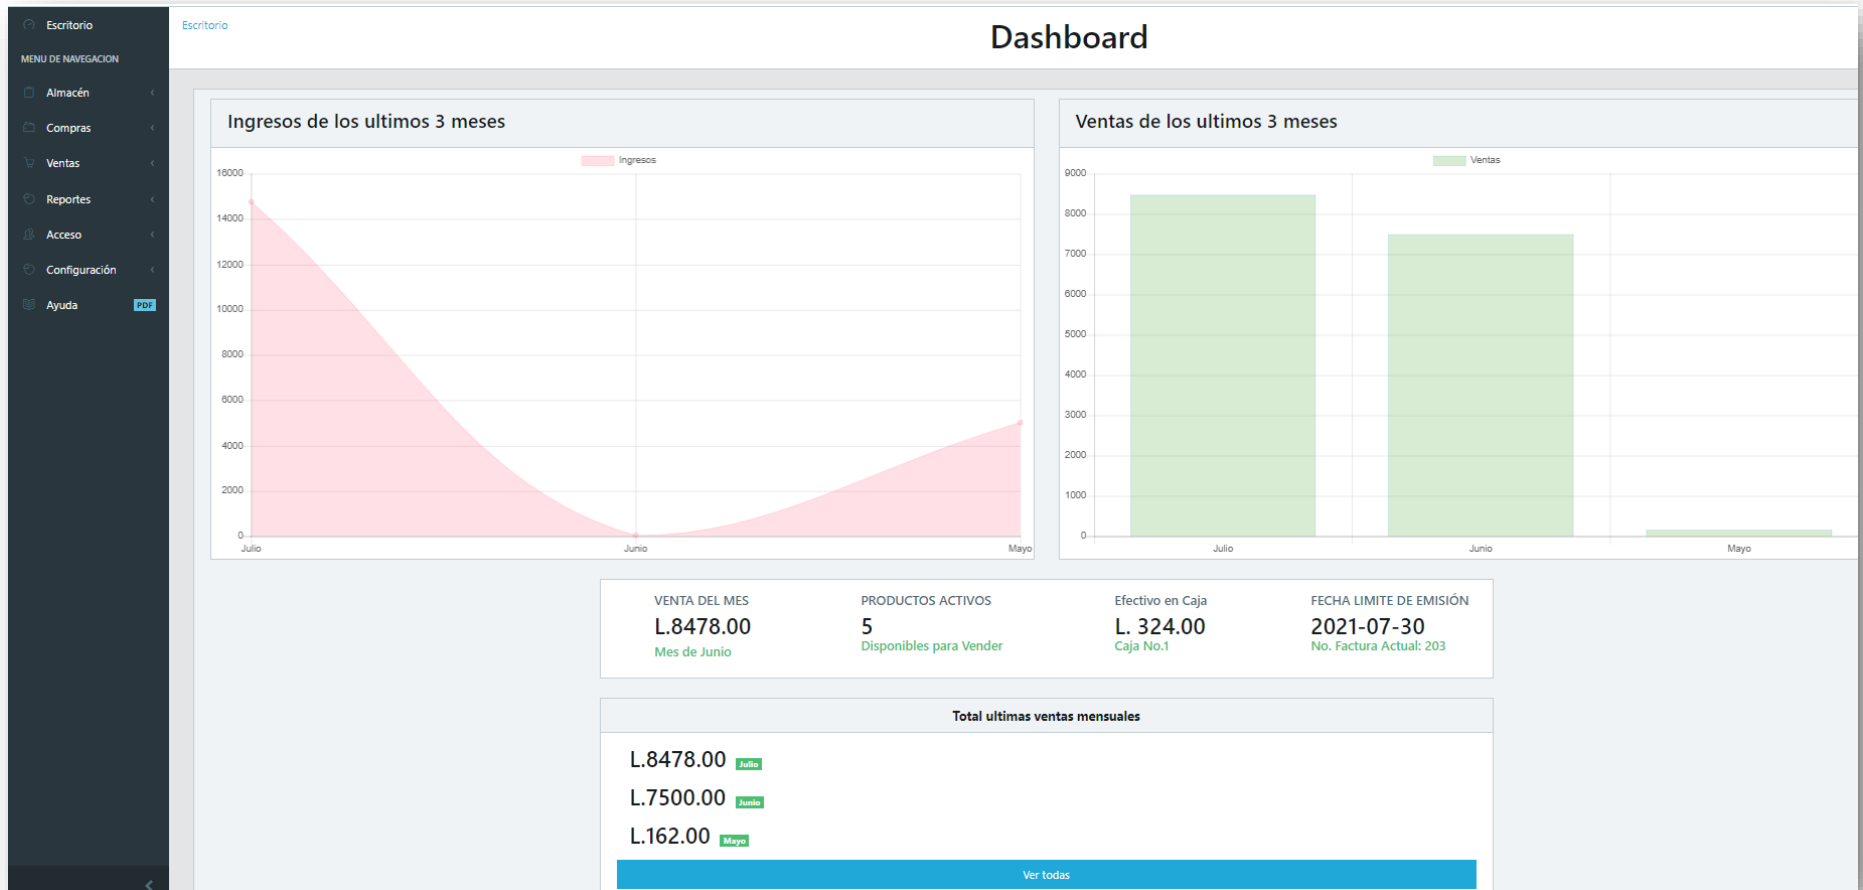 Escritorio
MENU DE NAVEGACION
Almacén
Compras
Ventas
Reportes
Acceso
Configuración
Ayuda PDF
Escritorio
Dashboard
Ingresos de los ultimos 3 meses
Ingresos
16000
14000
12000
10000
8000
6000
4000
2000
0
Julio Junio Mayo
Ventas de los ultimos 3 meses
Ventas
9000
8000
7000
6000
5000
4000
3000
2000
1000
0
Julio Junio Mayo
VENTA DEL MES
L.8478.00
Mes de Junio
PRODUCTOS ACTIVOS
5
Disponibles para Vender
Efectivo en Caja
L. 324.00
Caja No.1
FECHA LIMITE DE EMISIÓN
2021-07-30
No. Factura Actual: 203
Total ultimas ventas mensuales
L.8478.00 Julio
L.7500.00 Junio
L.162.00 Mayo
Ver todas